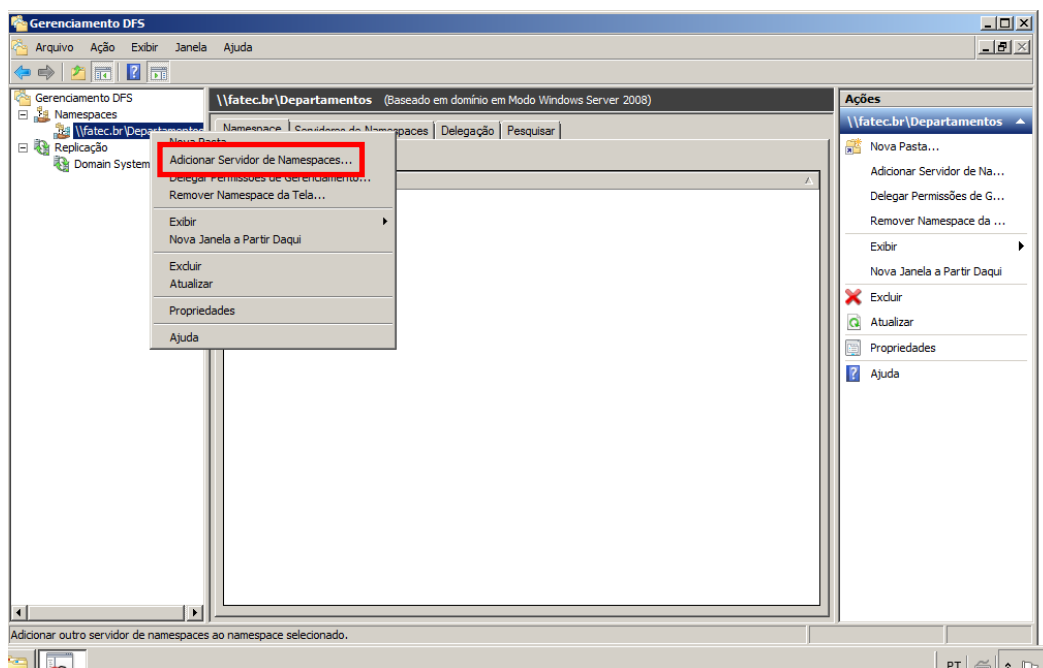 Gerenciamento DFS
Arquivo Ação Exibir Janela Ajuda
Gerenciamento DFS
Namespaces
\\fatec.br\Departamentos
Replicação
Domain System
\\fatec.br\Departamentos (Baseado em domínio em Modo Windows Server 2008)
Namespace Servidores de Namespaces Delegação Pesquisar
Nova Pasta...
Adicionar Servidor de Namespaces...
Delegar Permissões de Gerenciamento...
Remover Namespace da Tela...
Exibir
Nova Janela a Partir Daqui
Excluir
Atualizar
Propriedades
Ajuda
Ações
\\fatec.br\Departamentos
Nova Pasta...
Adicionar Servidor de Na...
Delegar Permissões de G...
Remover Namespace da ...
Exibir
Nova Janela a Partir Daqui
Excluir
Atualizar
Propriedades
Ajuda
Adicionar outro servidor de namespaces ao namespace selecionado.
PT